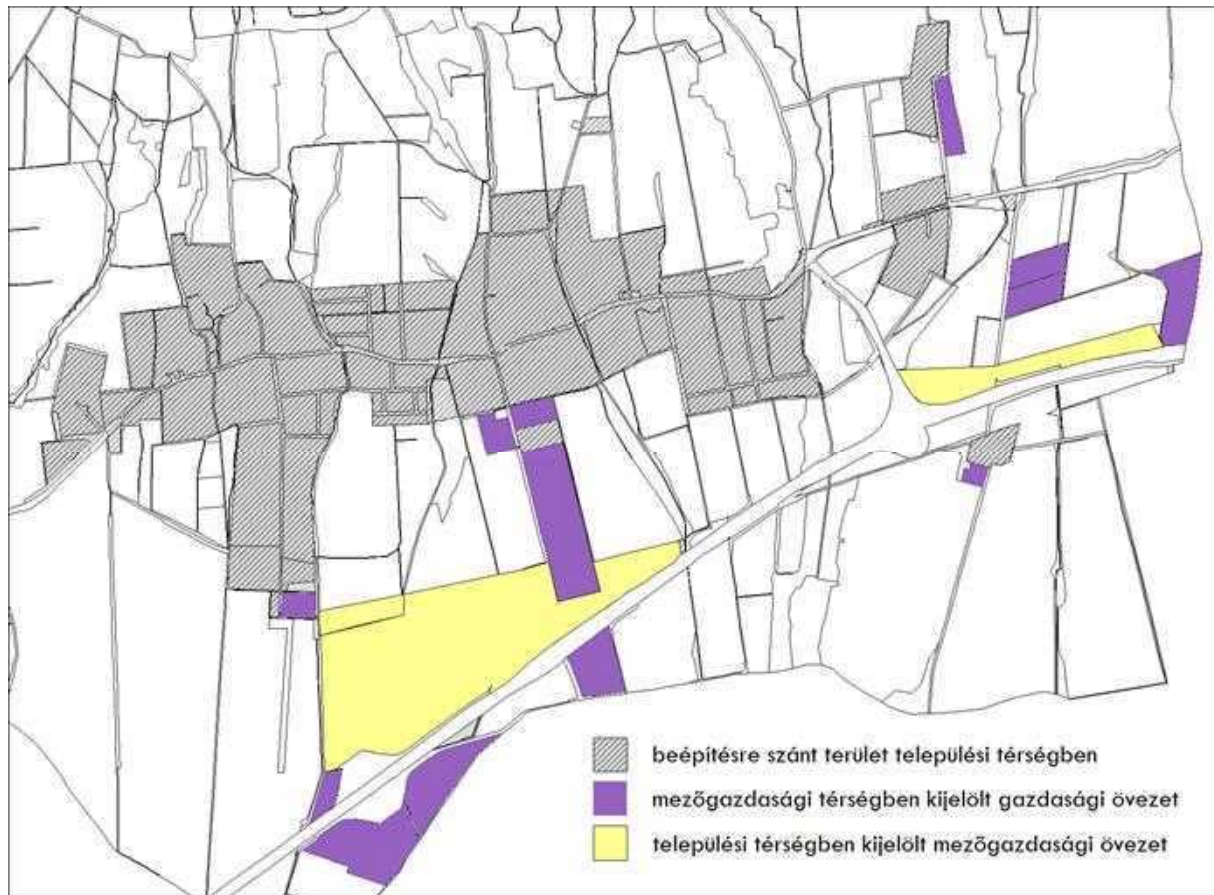 beépítésre szánt terület települési térségben
mezőgazdasági térségben kijelölt gazdasági övezet
települési térségben kijelölt mezőgazdasági övezet